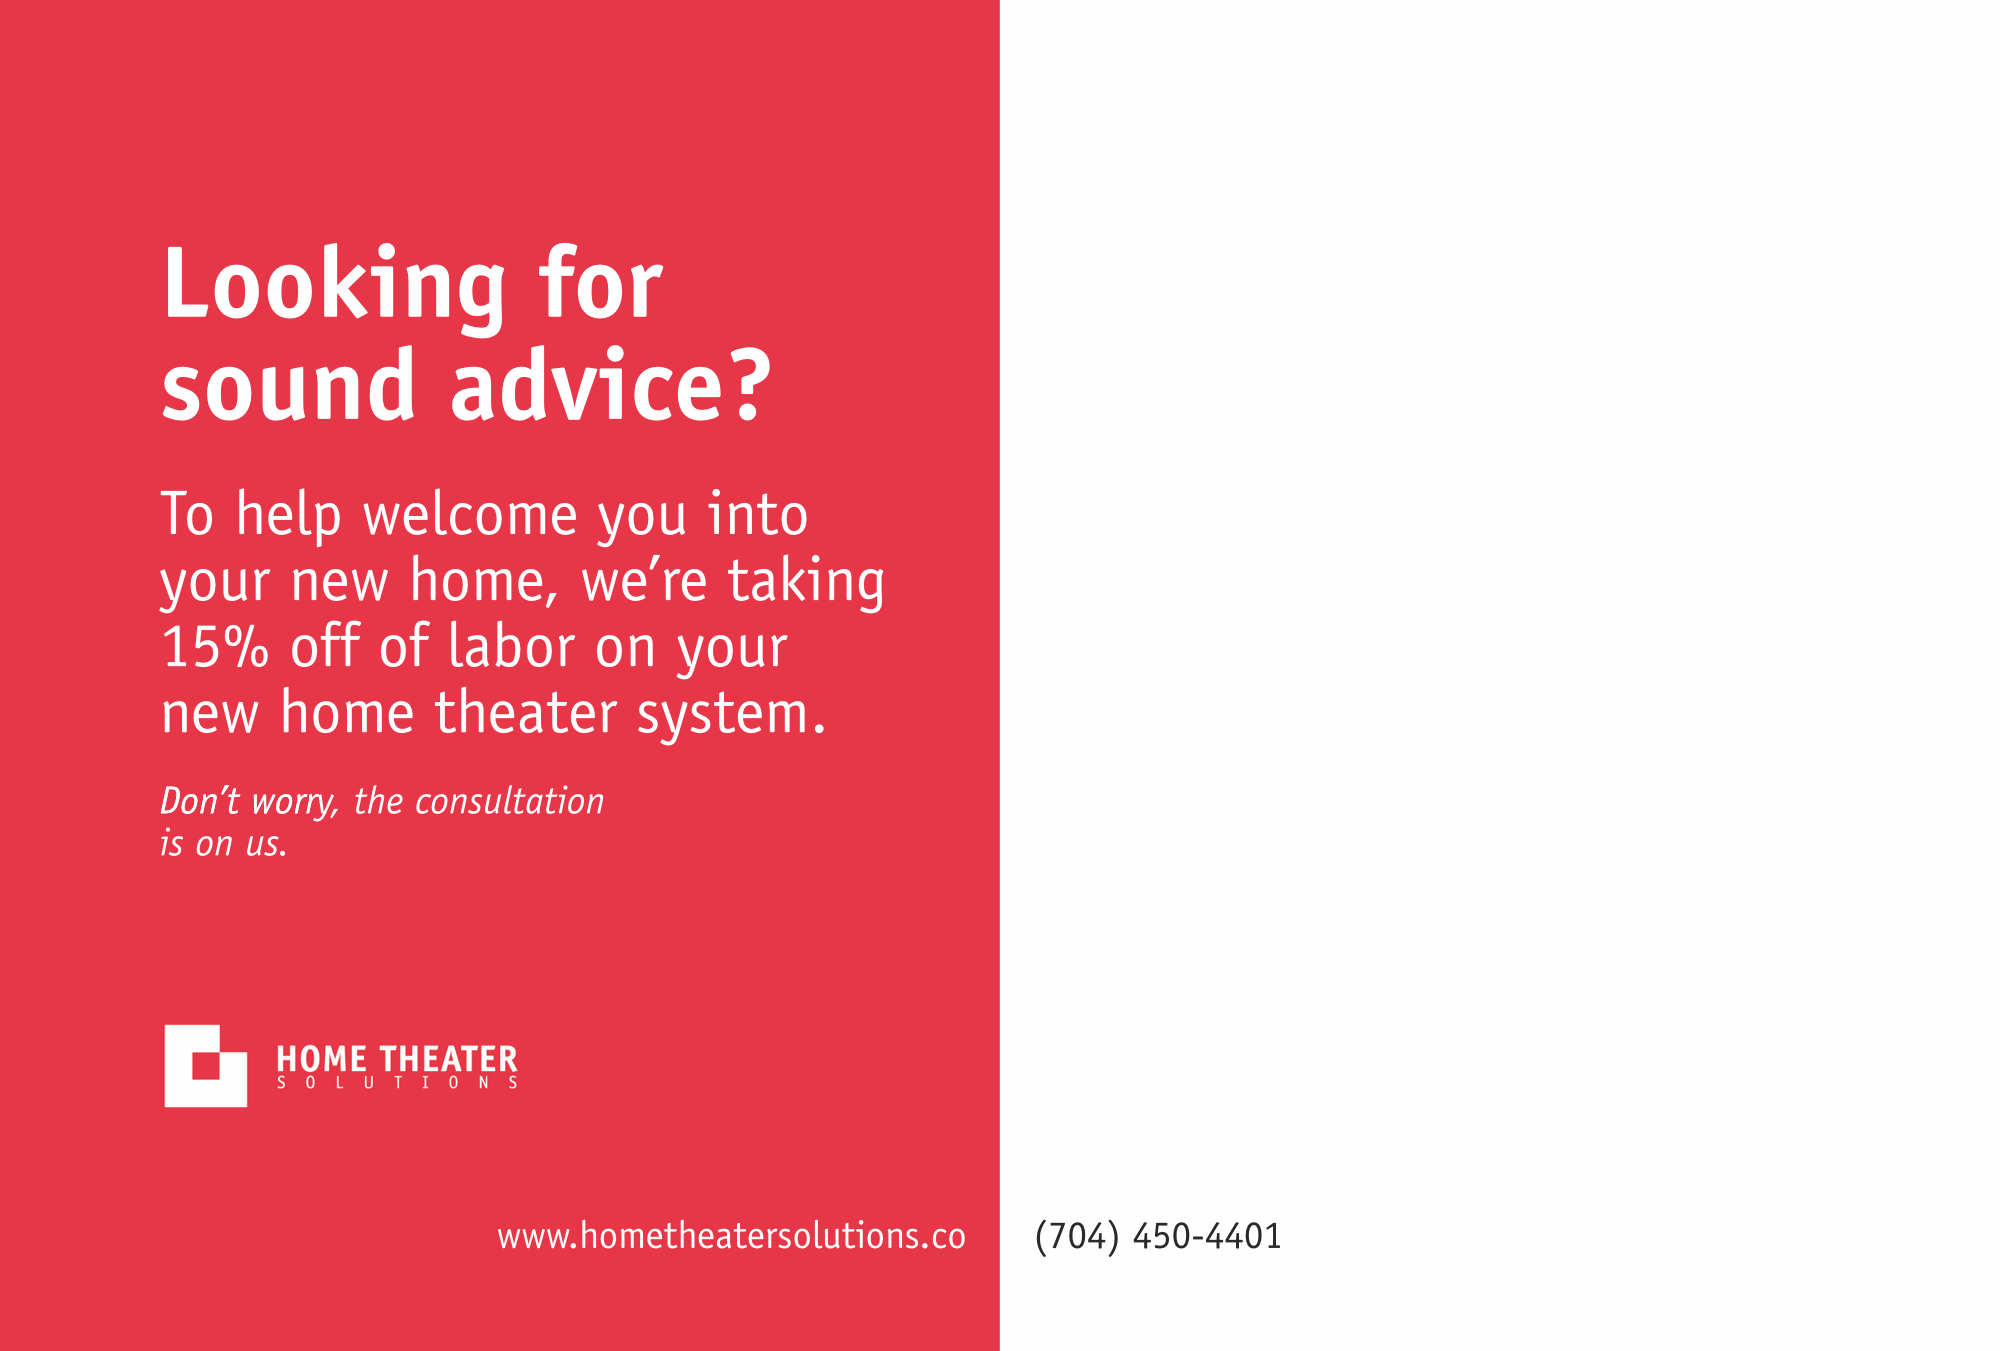 Looking for
sound advice?
To help welcome you into
your new home, we’re taking
15% off of labor on your
new home theater system.
Don’t worry, the consultation
is on us.
HOME THEATER
SOLUTIONS
www.hometheatersolutions.co
(704) 450-4401